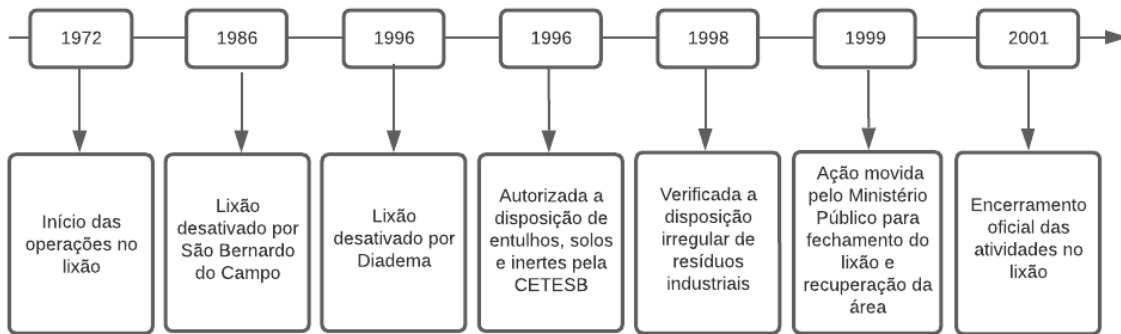 1972
1986
1996
1996
1998
1999
2001
Início das
operações no
lixão
Lixão
desativado por
São Bernardo
do Campo
Lixão
desativado por
Diadema
Autorizada a
disposição de
entulhos, solos
e inertes pela
CETESB
Verificada a
disposição
irregular de
resíduos
industriais
Ação movida
pelo Ministério
Público para
fechamento do
lixão e
recuperação da
área
Encerramento
oficial das
atividades no
lixão